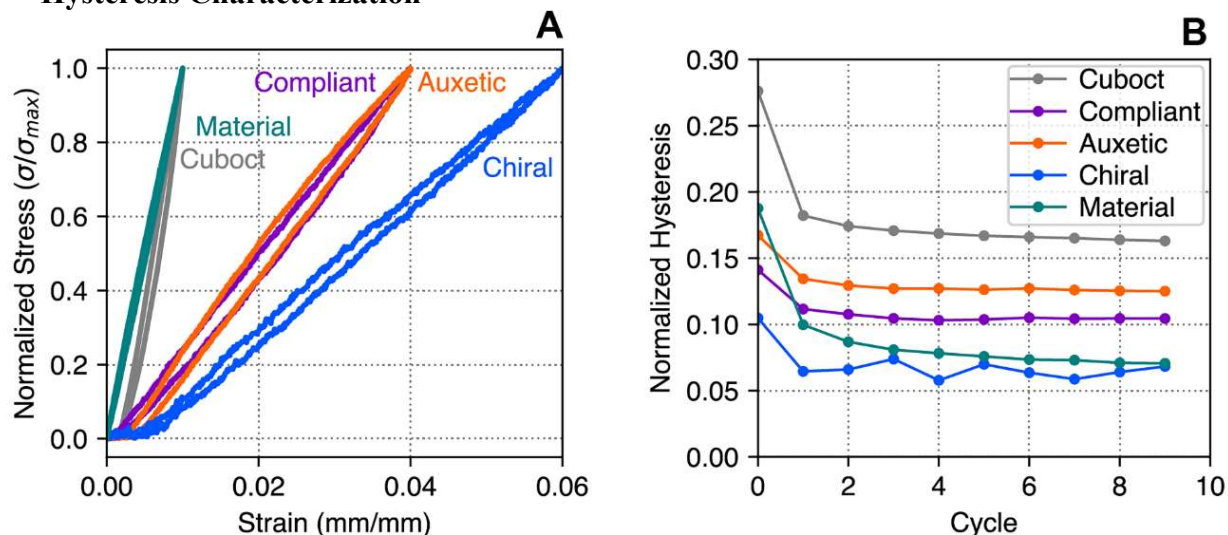 Hysteresis Characterization
A
1.0
0.8
0.6
0.4
0.2
0.0
Normalized Stress (σ/σmax)
Compliant
Auxetic
Material
Cuboct
Chiral
0.00 0.02 0.04 0.06
Strain (mm/mm)
B
0.30
0.25
0.20
0.15
0.10
0.05
0.00
Normalized Hysteresis
Cuboct
Compliant
Auxetic
Chiral
Material
0 2 4 6 8 10
Cycle